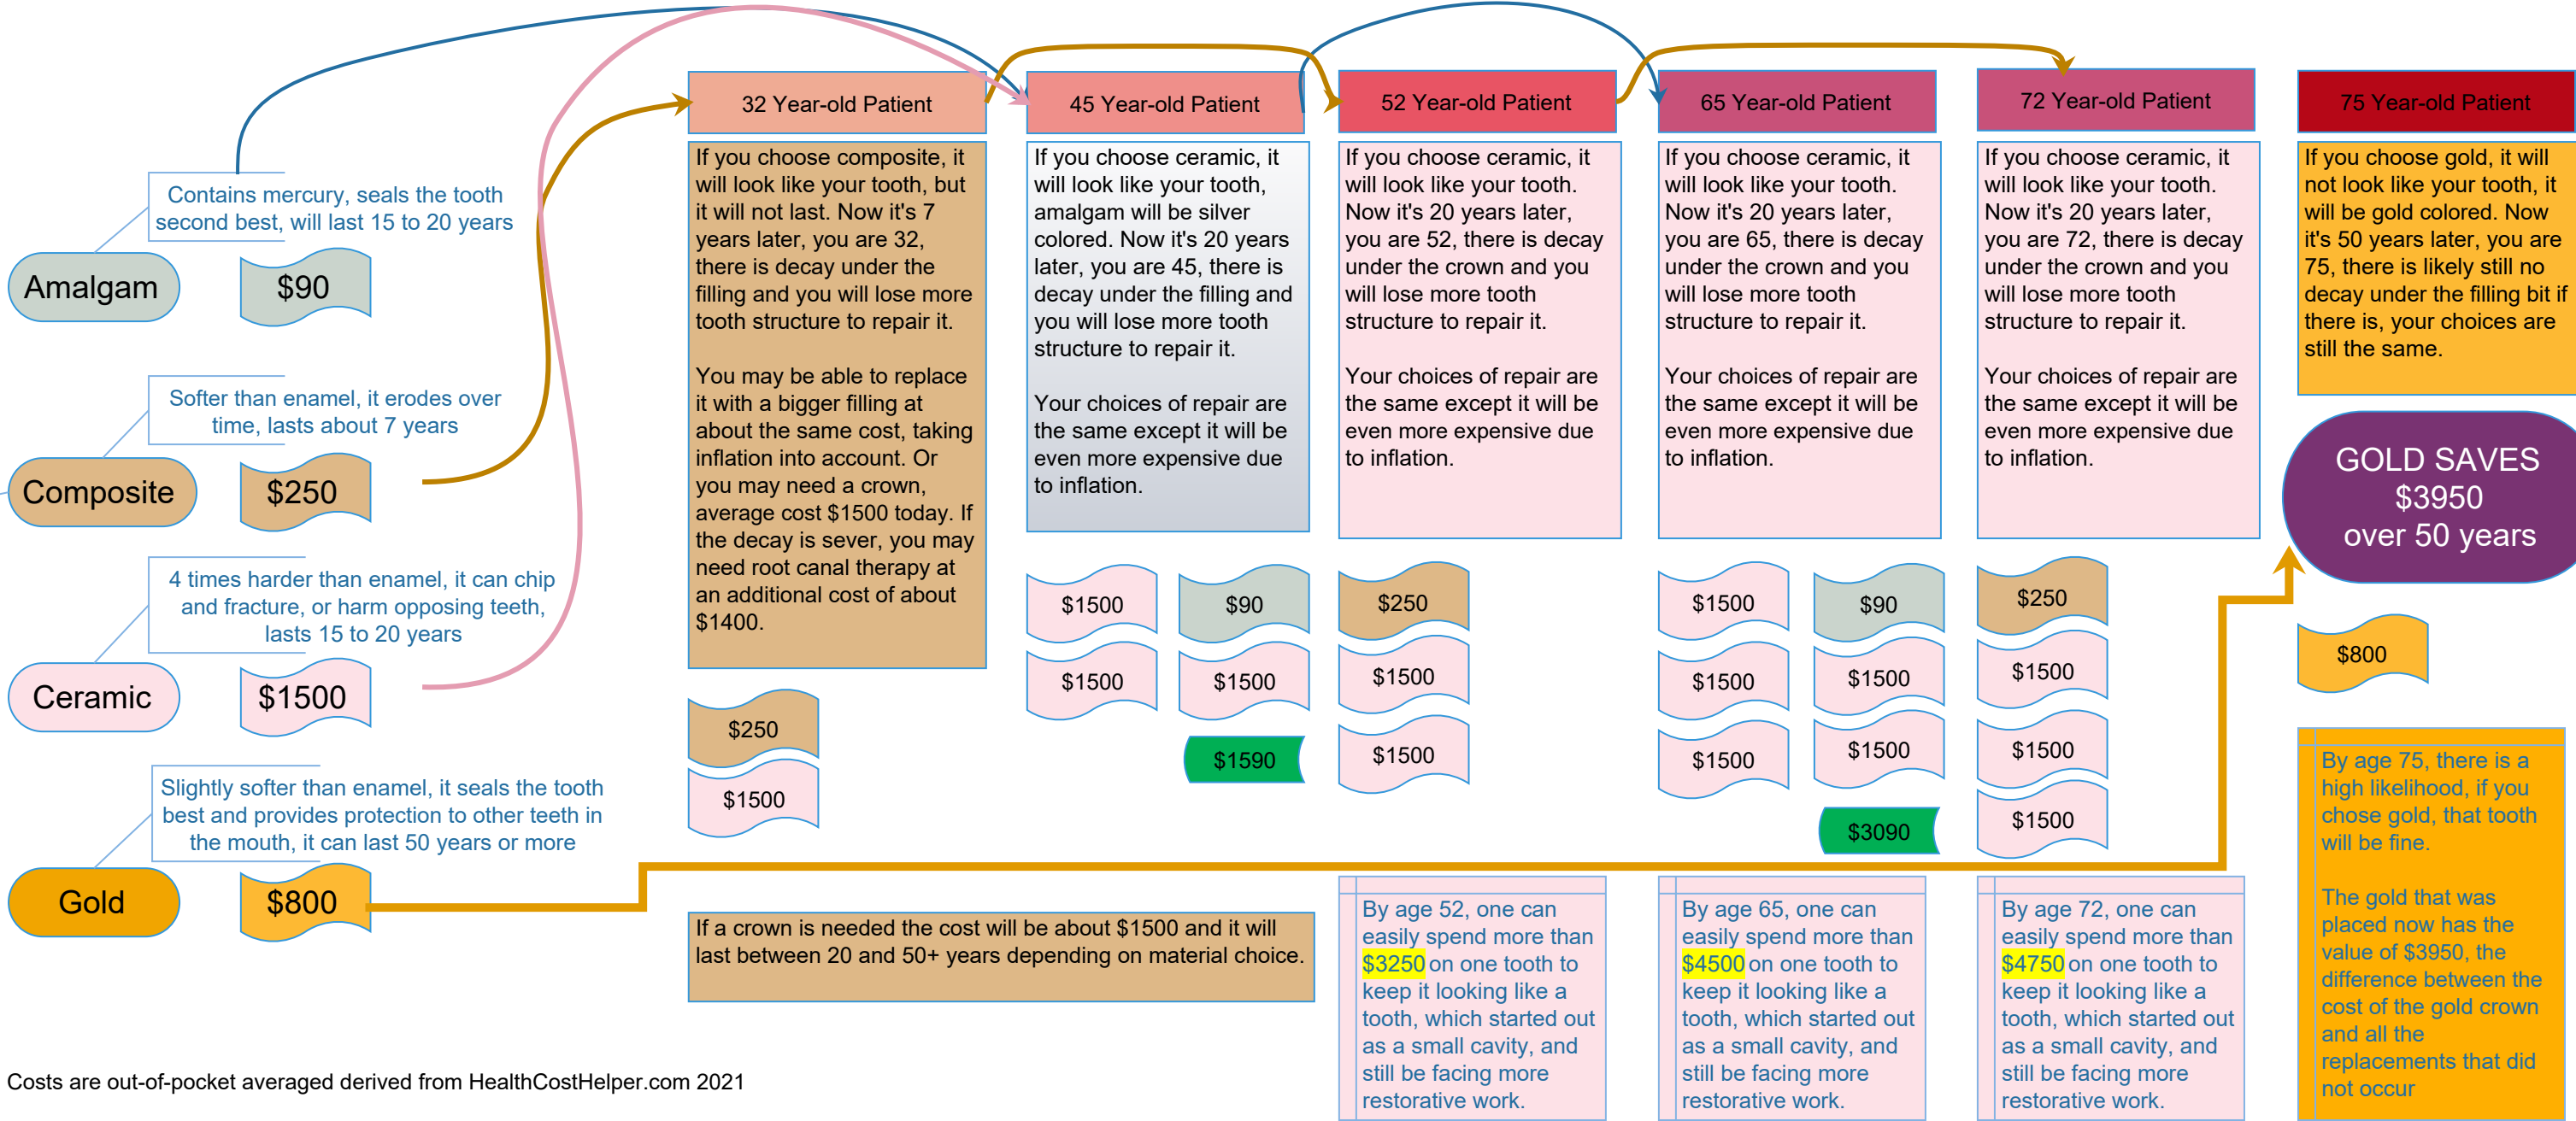 Contains mercury, seals the tooth
second best, will last 15 to 20 years
Amalgam
$90
Softer than enamel, it erodes over
time, lasts about 7 years
Composite
$250
4 times harder than enamel, it can chip
and fracture, or harm opposing teeth,
lasts 15 to 20 years
Ceramic
$1500
Slightly softer than enamel, it seals the tooth
best and provides protection to other teeth in
the mouth, it can last 50 years or more
Gold
$800
32 Year-old Patient
If you choose composite, it
will look like your tooth, but
it will not last. Now it's 7
years later, you are 32,
there is decay under the
filling and you will lose more
tooth structure to repair it.
You may be able to replace
it with a bigger filling at
about the same cost, taking
inflation into account. Or
you may need a crown,
average cost $1500 today. If
the decay is sever, you may
need root canal therapy at
an additional cost of about
$1400.
$250
$1500
If a crown is needed the cost will be about $1500 and it will
last between 20 and 50+ years depending on material choice.
45 Year-old Patient
If you choose ceramic, it
will look like your tooth,
amalgam will be silver
colored. Now it's 20 years
later, you are 45, there is
decay under the filling and
you will lose more tooth
structure to repair it.
Your choices of repair are
the same except it will be
even more expensive due
to inflation.
$1500
$1500
$90
$1500
$1590
52 Year-old Patient
If you choose ceramic, it
will look like your tooth.
Now it's 20 years later,
you are 52, there is decay
under the crown and you
will lose more tooth
structure to repair it.
Your choices of repair are
the same except it will be
even more expensive due
to inflation.
$250
$1500
$1500
By age 52, one can
easily spend more than
$3250 on one tooth to
keep it looking like a
tooth, which started out
as a small cavity, and
still be facing more
restorative work.
65 Year-old Patient
If you choose ceramic, it
will look like your tooth.
Now it's 20 years later,
you are 65, there is decay
under the crown and you
will lose more tooth
structure to repair it.
Your choices of repair are
the same except it will be
even more expensive due
to inflation.
$1500
$1500
$1500
$90
$1500
$1500
$3090
By age 65, one can
easily spend more than
$4500 on one tooth to
keep it looking like a
tooth, which started out
as a small cavity, and
still be facing more
restorative work.
72 Year-old Patient
If you choose ceramic, it
will look like your tooth.
Now it's 20 years later,
you are 72, there is decay
under the crown and you
will lose more tooth
structure to repair it.
Your choices of repair are
the same except it will be
even more expensive due
to inflation.
$250
$1500
$1500
$1500
By age 72, one can
easily spend more than
$4750 on one tooth to
keep it looking like a
tooth, which started out
as a small cavity, and
still be facing more
restorative work.
75 Year-old Patient
If you choose gold, it will
not look like your tooth, it
will be gold colored. Now
it's 50 years later, you are
75, there is likely still no
decay under the filling bit if
there is, your choices are
still the same.
GOLD SAVES
$3950
over 50 years
$800
By age 75, there is a
high likelihood, if you
chose gold, that tooth
will be fine.
The gold that was
placed now has the
value of $3950, the
difference between the
cost of the gold crown
and all the
replacements that did
not occur
Costs are out-of-pocket averaged derived from HealthCostHelper.com 2021